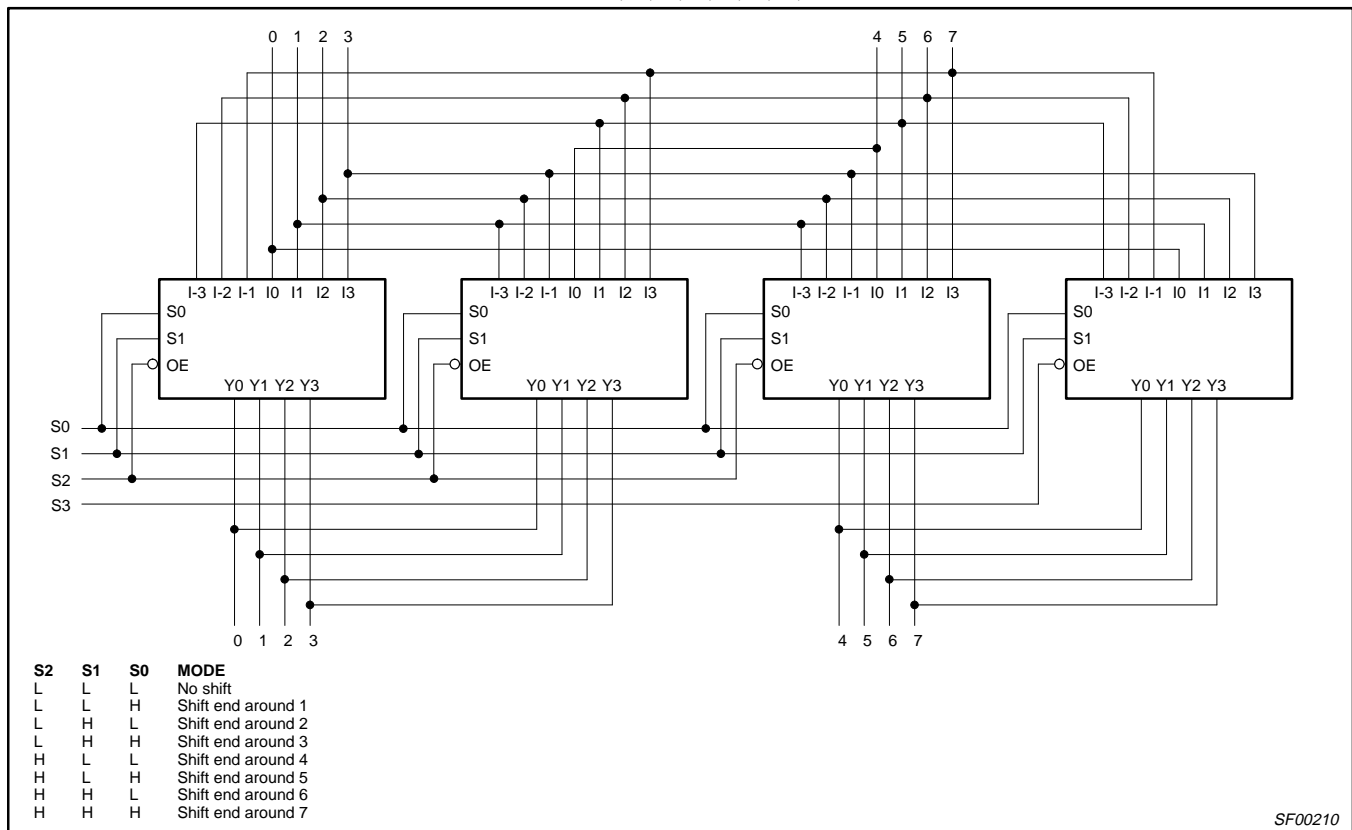 0 1 2 3 4 5 6 7
I-3 I-2 I-1 I0 I1 I2 I3 I-3 I-2 I-1 I0 I1 I2 I3 I-3 I-2 I-1 I0 I1 I2 I3 I-3 I-2 I-1 I0 I1 I2 I3
S0 S0 S0 S0
S1 S1 S1 S1
OE OE OE OE
Y0 Y1 Y2 Y3 Y0 Y1 Y2 Y3 Y0 Y1 Y2 Y3 Y0 Y1 Y2 Y3
S0
S1
S2
S3
0 1 2 3 4 5 6 7
S2 S1 S0 MODE
L L L No shift
L L H Shift end around 1
L H L Shift end around 2
L H H Shift end around 3
H L L Shift end around 4
H L H Shift end around 5
H H L Shift end around 6
H H H Shift end around 7
SF00210